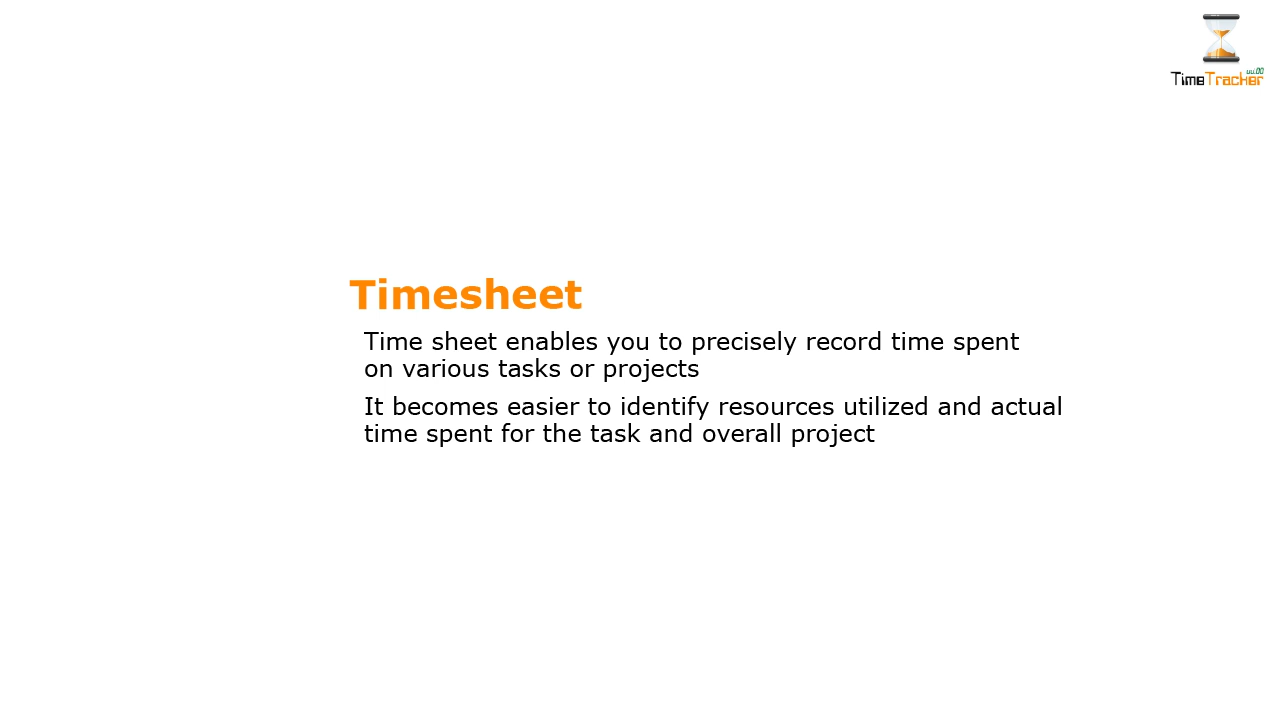 TimeTracker
Timesheet
Time sheet enables you to precisely record time spent
on various tasks or projects
It becomes easier to identify resources utilized and actual
time spent for the task and overall project